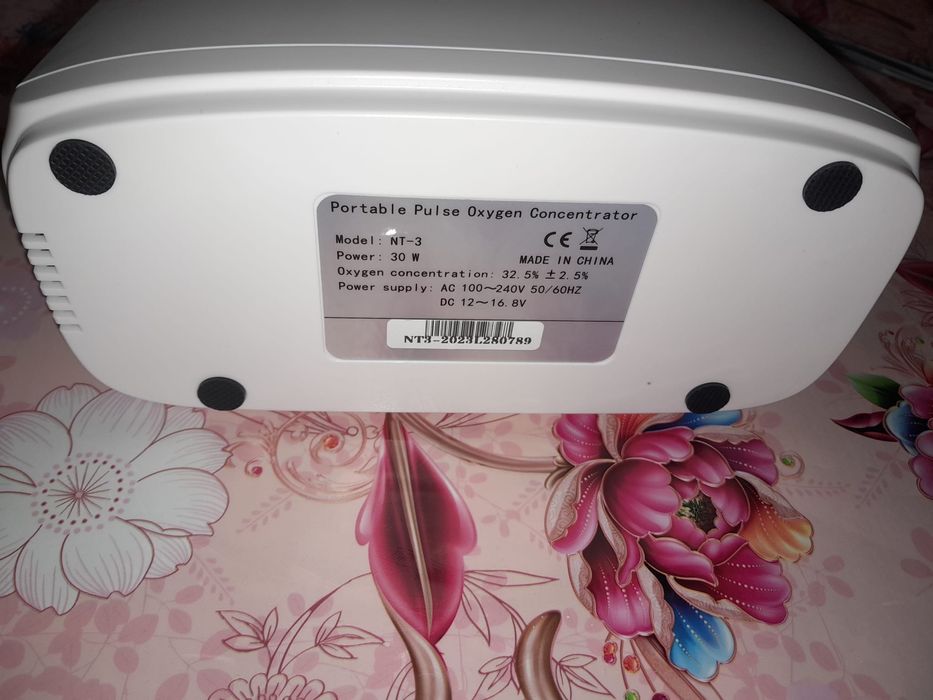 Portable Pulse Oxygen Concentrator
Model: NT-3
CE
Power: 30 W
MADE IN CHINA
Oxygen concentration: 32.5% ±2.5%
Power supply: AC 100~240V 50/60HZ
DC 12~16.8V
NT3-2023L280789